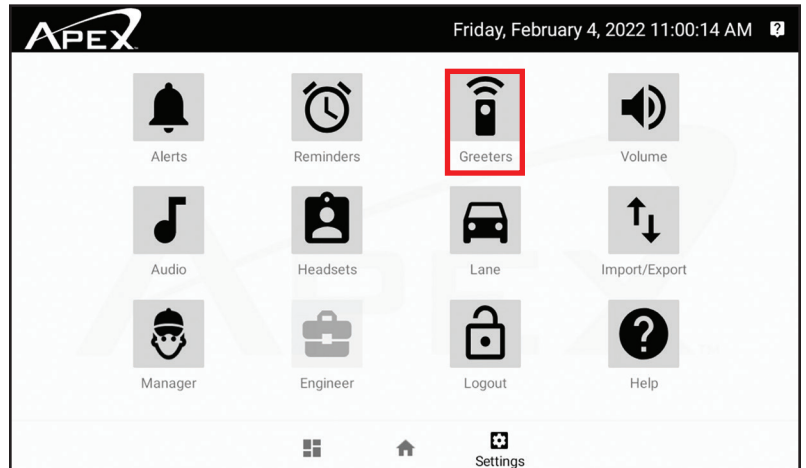 APEX
Friday, February 4, 2022 11:00:14 AM ?
Alerts Reminders Greeters Volume
Audio Headsets Lane Import/Export
Manager Engineer Logout ? Help
Settings
APEX